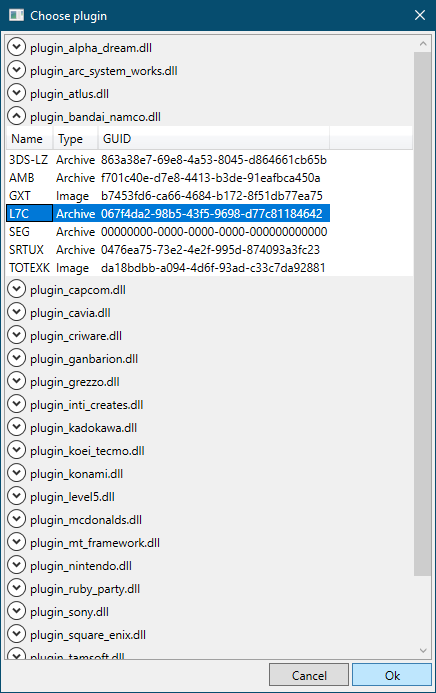 Choose plugin
plugin_alpha_dream.dll
plugin_arc_system_works.dll
plugin_atlus.dll
plugin_bandai_namco.dll
Name Type GUID
3DS-LZ Archive 863a38e7-69e8-4a53-8045-d864661cb65b
AMB Archive f701c40e-d7e8-4413-b3de-91eafbca450a
GXT Image b7453fd6-ca66-4684-b172-8f51db77ea75
L7C Archive 067f4da2-98b5-43f5-9698-d77c81184642
SEG Archive 00000000-0000-0000-0000-000000000000
SRTUX Archive 0476ea75-73e2-4e2f-995d-874093a3fc23
TOTEXK Image da18bdbb-a094-4d6f-93ad-c33c7da92881
plugin_capcom.dll
plugin_cavia.dll
plugin_criware.dll
plugin_ganbarion.dll
plugin_grezzo.dll
plugin_inti_creates.dll
plugin_kadokawa.dll
plugin_koei_tecmo.dll
plugin_konami.dll
plugin_level5.dll
plugin_mcdonalds.dll
plugin_mt_framework.dll
plugin_nintendo.dll
plugin_ruby_party.dll
plugin_sony.dll
plugin_square_enix.dll
plugin_tamsoft.dll
Cancel Ok